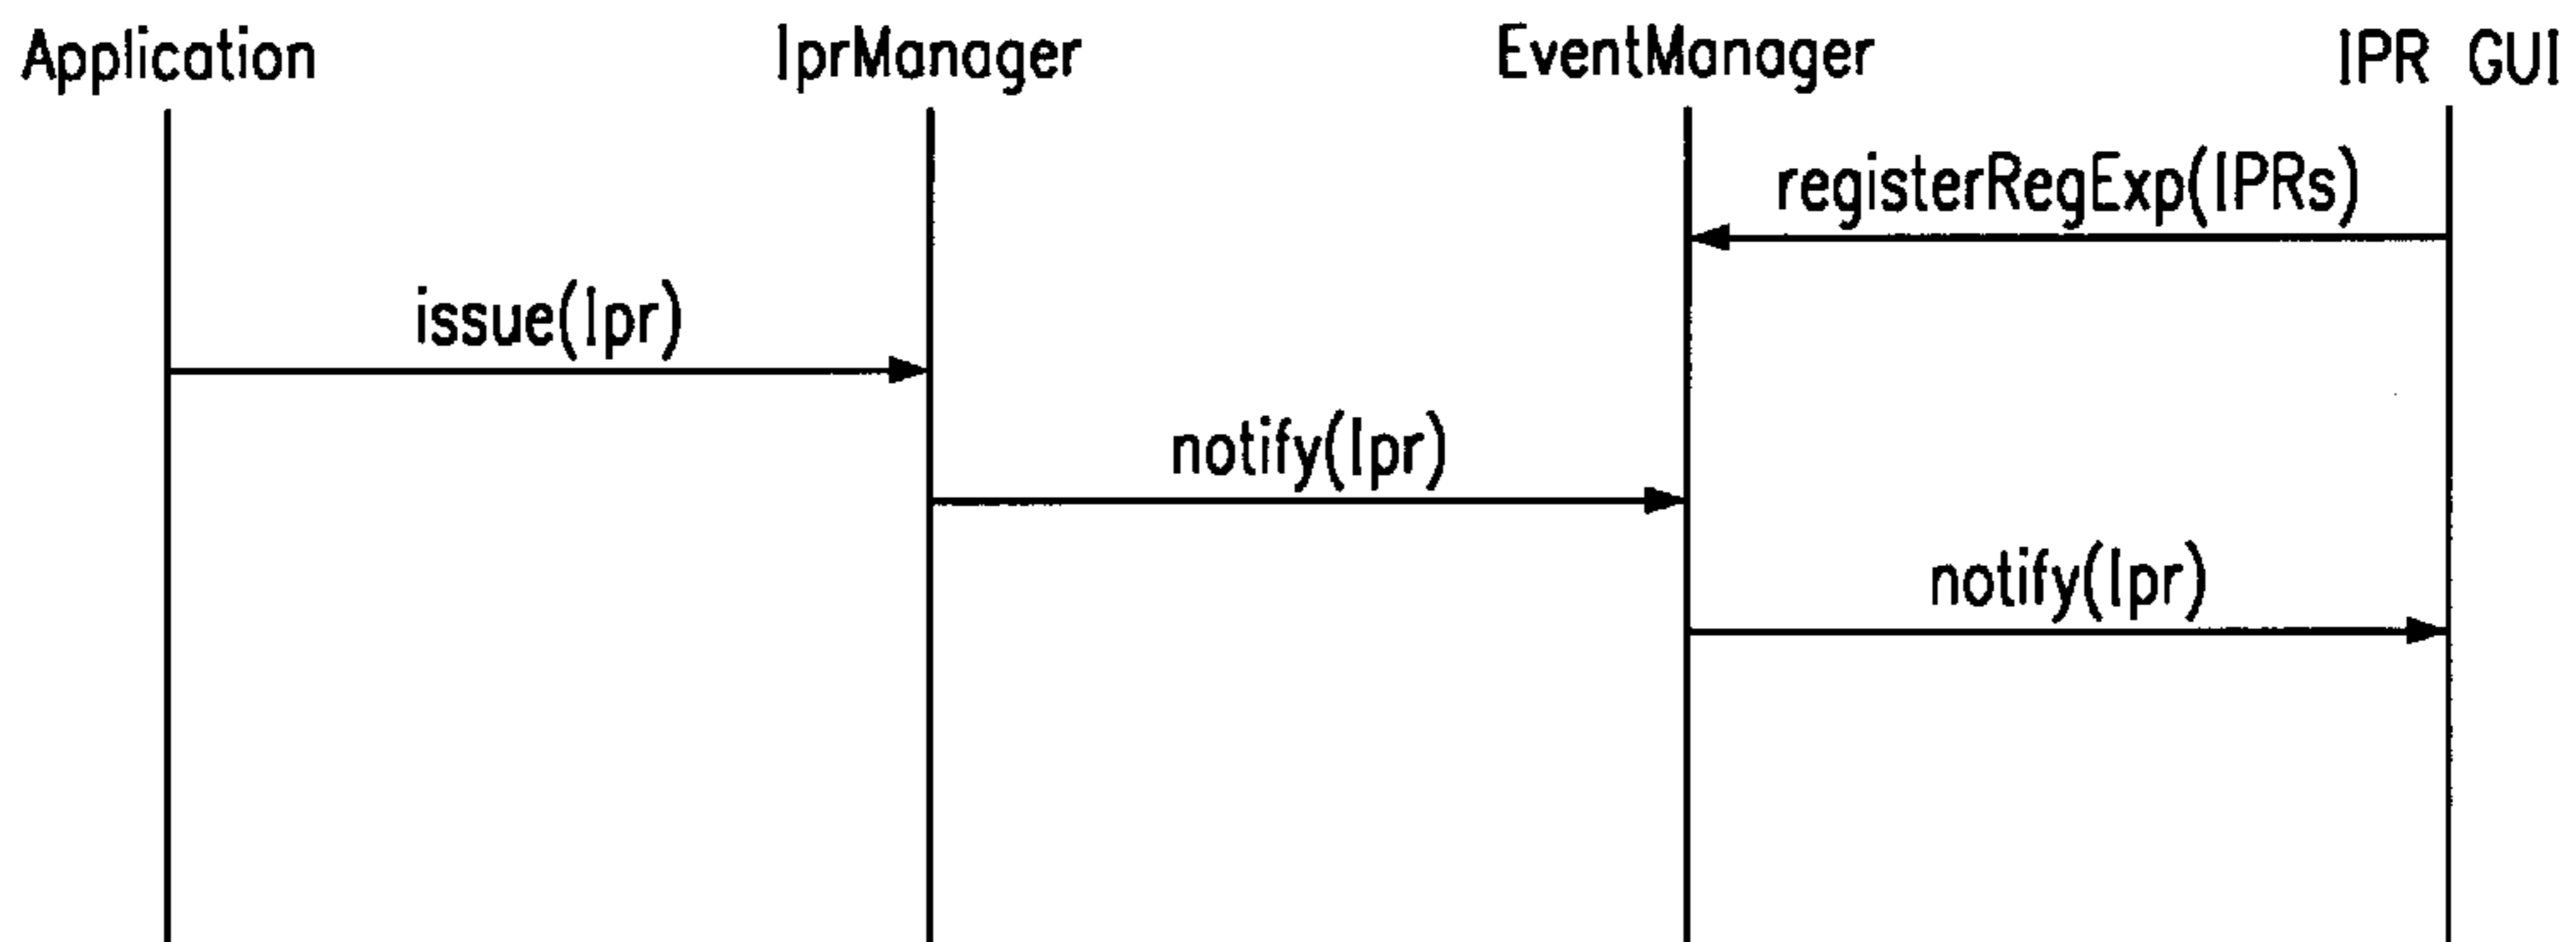 Application IprManager EventManager IPR GUI
registerRegExp(IPRs)
issue(Ipr)
notify(Ipr)
notify(Ipr)